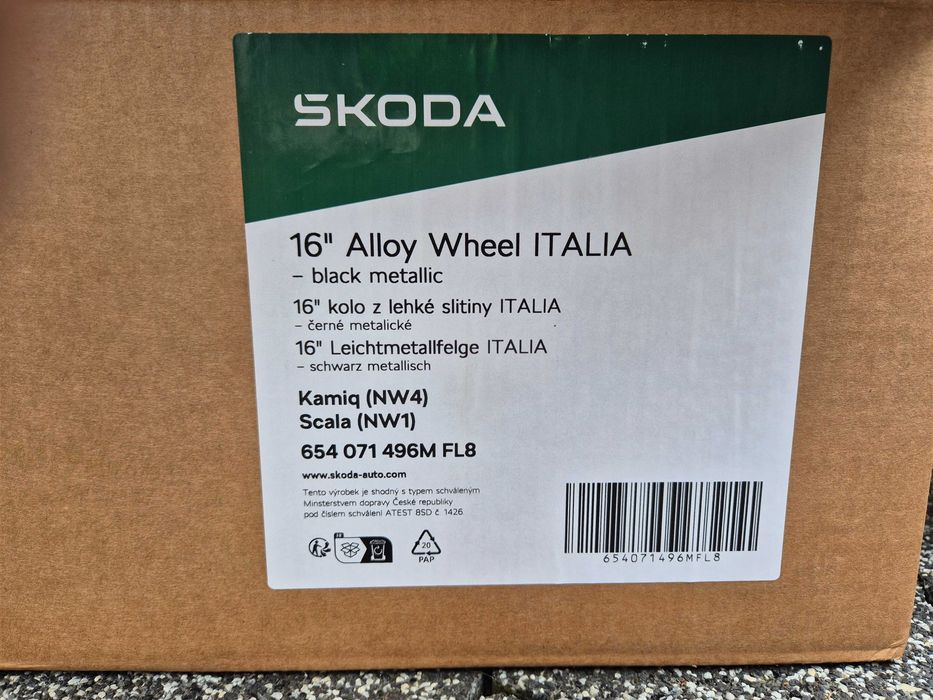 SKODA
16" Alloy Wheel ITALIA
– black metallic
16" kolo z lehké slitiny ITALIA
– černé metalické
16" Leichtmetallfelge ITALIA
– schwarz metallisch
Kamiq (NW4)
Scala (NW1)
654 071 496M FL8
www.skoda-auto.com
Tento výrobek je shodný s typem schváleným
Ministerstvem dopravy České republiky
pod číslem schválení ATEST 8SD č. 1426.
20
PAP
654071496MFL8